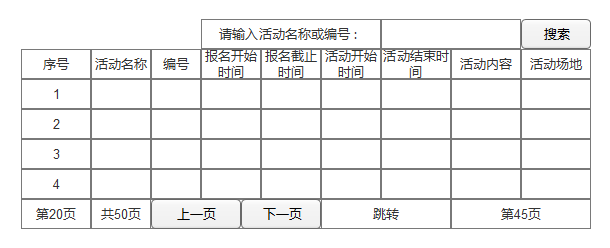 请输入活动名称或编号： 搜索
序号 活动名称 编号 报名开始时间 报名截止时间 活动开始时间 活动结束时间 活动内容 活动场地
1
2
3
4
第20页 共50页 上一页 下一页 跳转 第45页